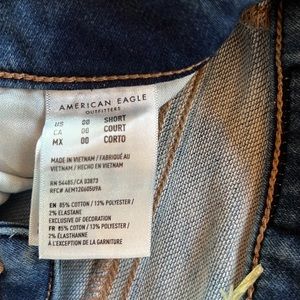 AMERICAN EAGLE
OUTFITTERS
US 00 SHORT
CA 00 COURT
MX 00 CORTO
MADE IN VIETNAM / FABRIQUÉ AU
VIETNAM / HECHO EN VIETNAM
RN 54485/CA 03873
RFC# AEM120605U9A
EN 85% COTTON / 13% POLYESTER /
2% ELASTANE
EXCLUSIVE OF DECORATION
FR 85% COTON / 13% POLYESTER /
2% ÉLASTHANNE
À L'EXCEPTION DE LA GARNITURE